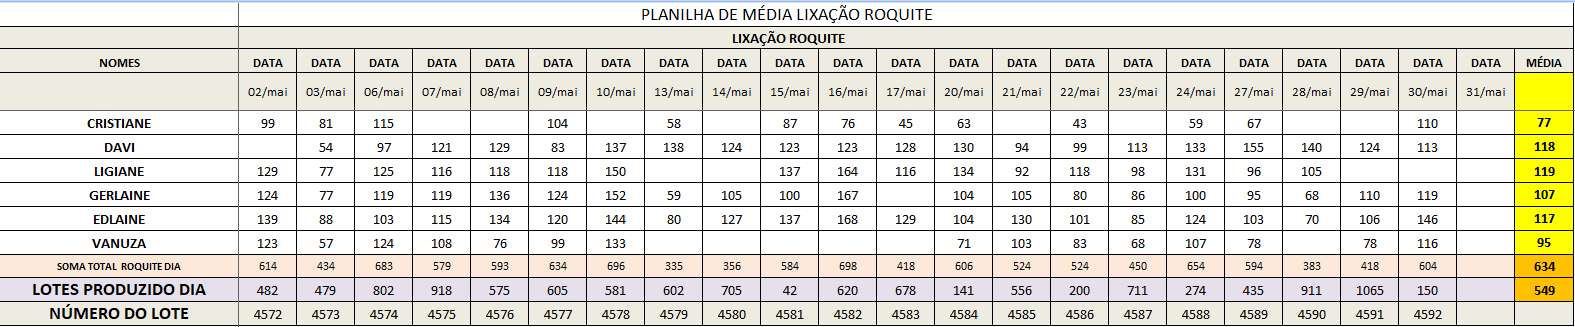 PLANILHA DE MÉDIA LIXAÇÃO ROQUITE
LIXAÇÃO ROQUITE
NOMES DATA DATA DATA DATA DATA DATA DATA DATA DATA DATA DATA DATA DATA DATA DATA DATA DATA DATA DATA DATA DATA DATA MÉDIA
02/mai 03/mai 06/mai 07/mai 08/mai 09/mai 10/mai 13/mai 14/mai 15/mai 16/mai 17/mai 20/mai 21/mai 22/mai 23/mai 24/mai 27/mai 28/mai 29/mai 30/mai 31/mai
CRISTIANE 99 81 115 104 58 87 76 45 63 43 59 67 110 77
DAVI 54 97 121 129 83 137 138 124 123 123 128 130 94 99 113 133 155 140 124 113 118
LIGIANE 129 77 125 116 118 118 150 137 164 116 134 92 118 98 131 96 105 119
GERLAINE 124 77 119 119 136 124 152 59 105 100 167 104 105 80 86 100 95 68 110 119 107
EDLAINE 139 88 103 115 134 120 144 80 127 137 168 129 104 130 101 85 124 103 70 106 146 117
VANUZA 123 57 124 108 76 99 133 71 103 83 68 107 78 78 116 95
SOMA TOTAL ROQUITE DIA 614 434 683 579 593 634 696 335 356 584 698 418 606 524 524 450 654 594 383 418 604 634
LOTES PRODUZIDO DIA 482 479 802 918 575 605 581 602 705 42 620 678 141 556 200 711 274 435 911 1065 150 549
NÚMERO DO LOTE 4572 4573 4574 4575 4576 4577 4578 4579 4580 4581 4582 4583 4584 4585 4586 4587 4588 4589 4590 4591 4592